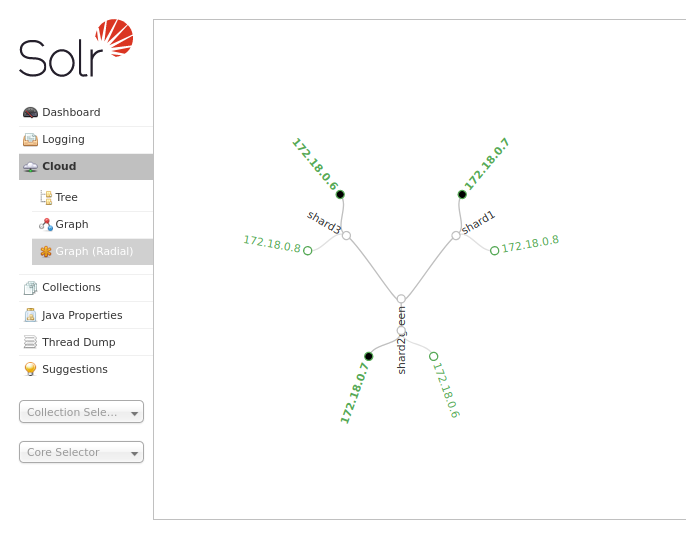 Solr
Dashboard
Logging
Cloud
Tree
Graph
Graph (Radial)
Collections
Java Properties
Thread Dump
Suggestions
Collection Sele...
Core Selector
172.18.0.6
172.18.0.7
shard3
shard1
172.18.0.8
172.18.0.8
shard2
172.18.0.7
172.18.0.6